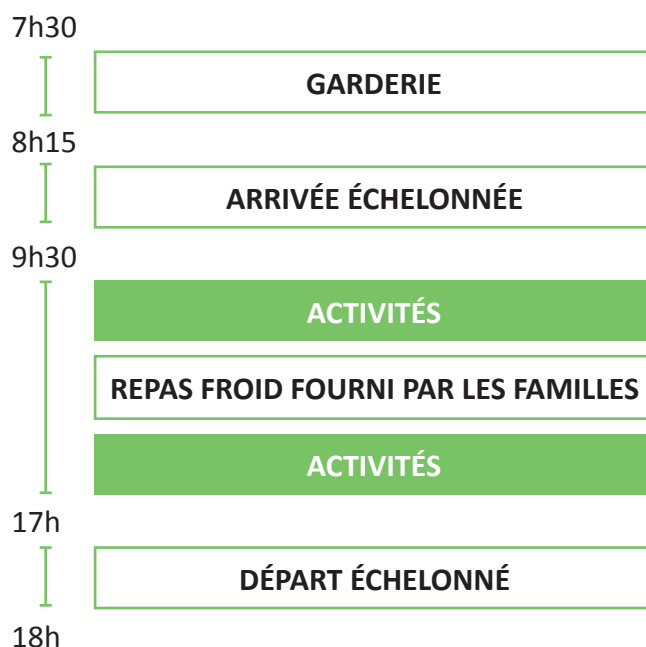 7h30
GARDERIE
8h15
ARRIVÉE ÉCHELONNÉE
9h30
ACTIVITÉS
REPAS FROID FOURNI PAR LES FAMILLES
ACTIVITÉS
17h
DÉPART ÉCHELONNÉ
18h